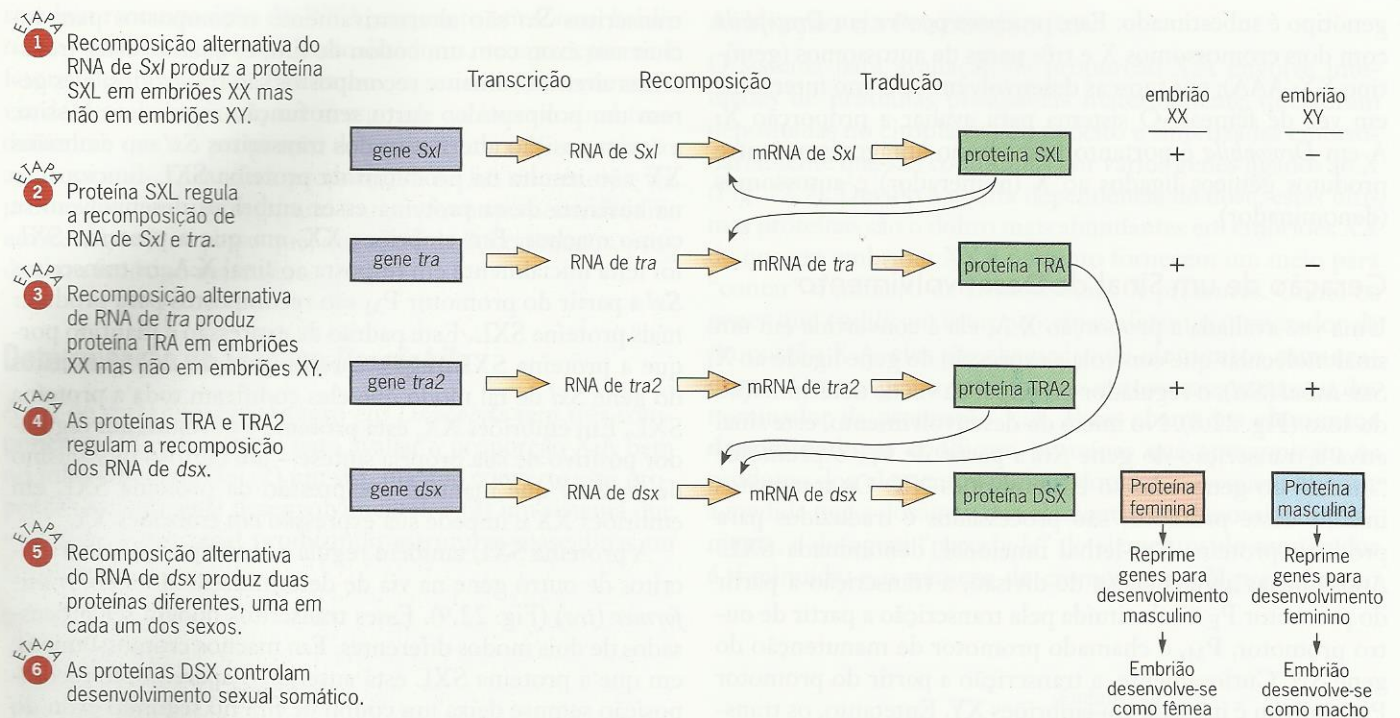 ETAPA
1 Recomposição alternativa do
RNA de Sxl produz a proteína
SXL em embriões XX mas
não em embriões XY.
ETAPA
2 Proteína SXL regula
a recomposição de
RNA de Sxl e tra.
ETAPA
3 Recomposição alternativa
de RNA de tra produz
proteína TRA em embriões
XX mas não em embriões XY.
ETAPA
4 As proteínas TRA e TRA2
regulam a recomposição
dos RNA de dsx.
ETAPA
5 Recomposição alternativa
do RNA de dsx produz duas
proteínas diferentes, uma em
cada um dos sexos.
ETAPA
6 As proteínas DSX controlam
desenvolvimento sexual somático.
Transcrição Recomposição Tradução
embrião
XX
embrião
XY
gene Sxl RNA de Sxl mRNA de Sxl proteína SXL + –
gene tra RNA de tra mRNA de tra proteína TRA + –
gene tra2 RNA de tra2 mRNA de tra2 proteína TRA2 + +
gene dsx RNA de dsx mRNA de dsx proteína DSX
Proteína
feminina
Reprime
genes para
desenvolvimento
masculino
Embrião
desenvolve-se
como fêmea
Proteína
masculina
Reprime
genes para
desenvolvimento
feminino
Embrião
desenvolve-se
como macho